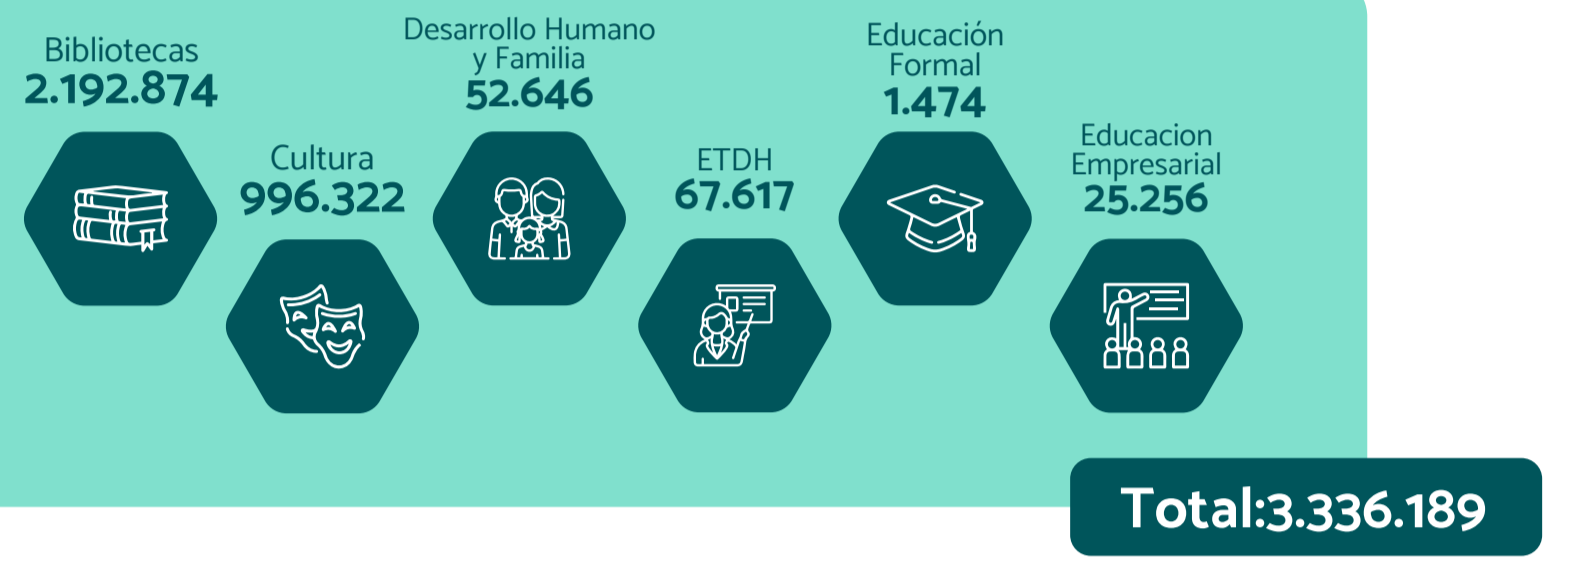 Bibliotecas
2.192.874
Cultura
996.322
Desarrollo Humano
y Familia
52.646
ETDH
67.617
Educación
Formal
1.474
Educacion
Empresarial
25.256
Total:3.336.189